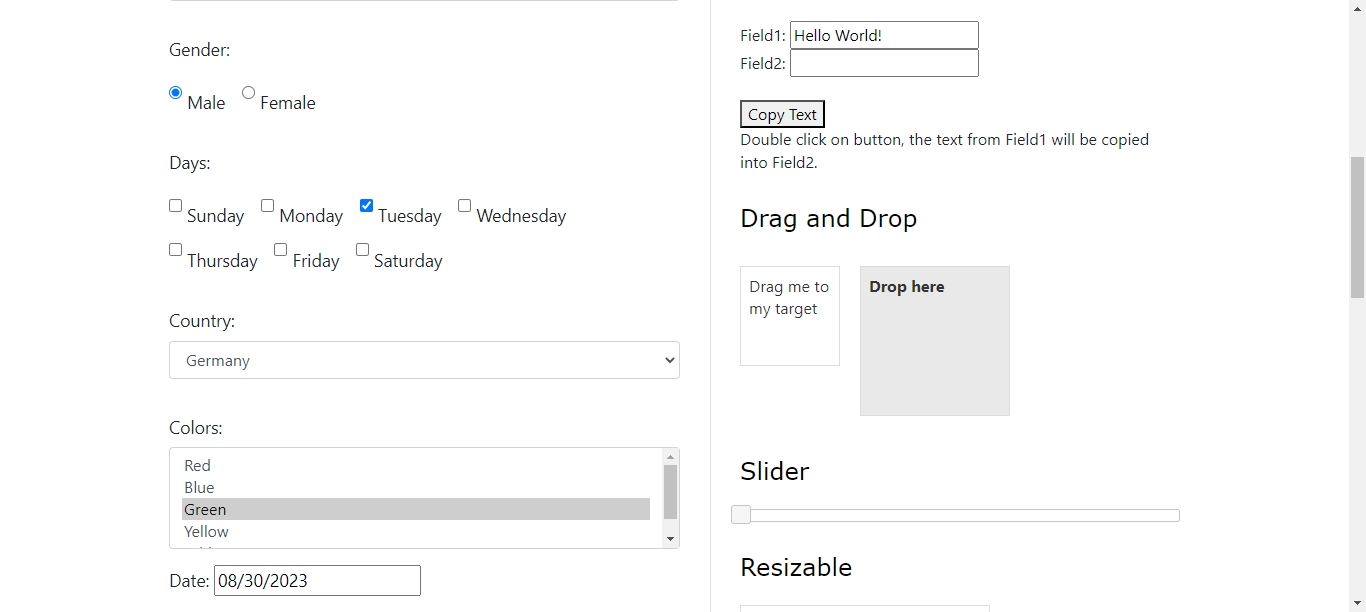 Gender:
Male Female
Days:
Sunday Monday Tuesday Wednesday
Thursday Friday Saturday
Country:
Germany
Colors:
Red
Blue
Green
Yellow
Date: 08/30/2023
Field1: Hello World!
Field2:
Copy Text
Double click on button, the text from Field1 will be copied
into Field2.
Drag and Drop
Drag me to
my target
Drop here
Slider
Resizable